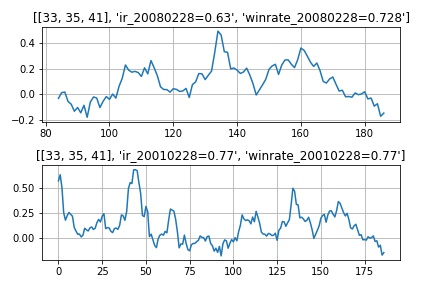 [[33, 35, 41], 'ir_20080228=0.63', 'winrate_20080228=0.728']
0.4
0.2
0.0
−0.2
80 100 120 140 160 180
[[33, 35, 41], 'ir_20010228=0.77', 'winrate_20010228=0.77']
0.50
0.25
0.00
0 25 50 75 100 125 150 175